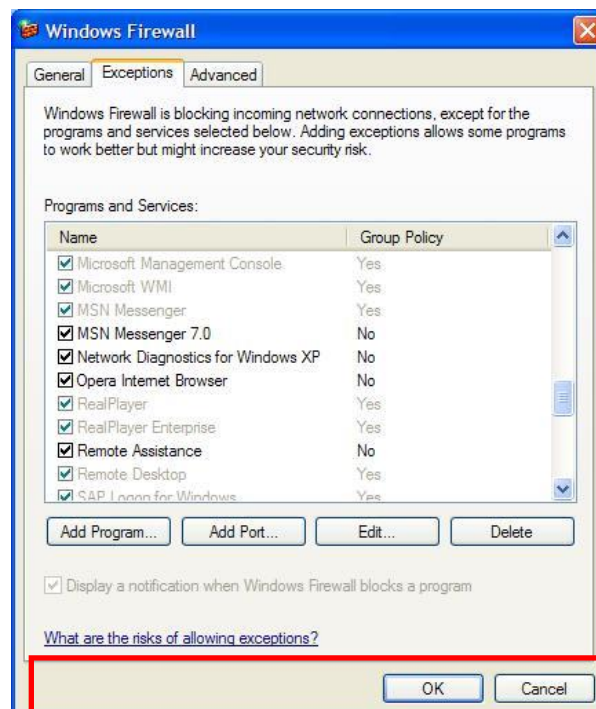 Windows Firewall
General Exceptions Advanced
Windows Firewall is blocking incoming network connections, except for the
programs and services selected below. Adding exceptions allows some programs
to work better but might increase your security risk.
Programs and Services:
Name Group Policy
Microsoft Management Console Yes
Microsoft WMI Yes
MSN Messenger Yes
MSN Messenger 7.0 No
Network Diagnostics for Windows XP No
Opera Internet Browser No
RealPlayer Yes
RealPlayer Enterprise Yes
Remote Assistance No
Remote Desktop Yes
SAP Logon for Windows Yes
Add Program... Add Port... Edit... Delete
Display a notification when Windows Firewall blocks a program
What are the risks of allowing exceptions?
OK Cancel